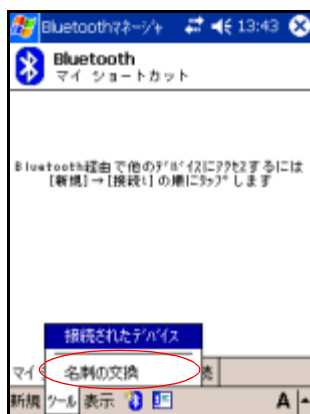 Bluetoothマネージャ 13:43
Bluetooth
マイ ショートカット
Bluetooth経由で他のデバイスにアクセスするには
[新規]→[接続!] の順にタップします
接続されたデバイス
名刺の交換
マイ
新規 ツール 表示 A